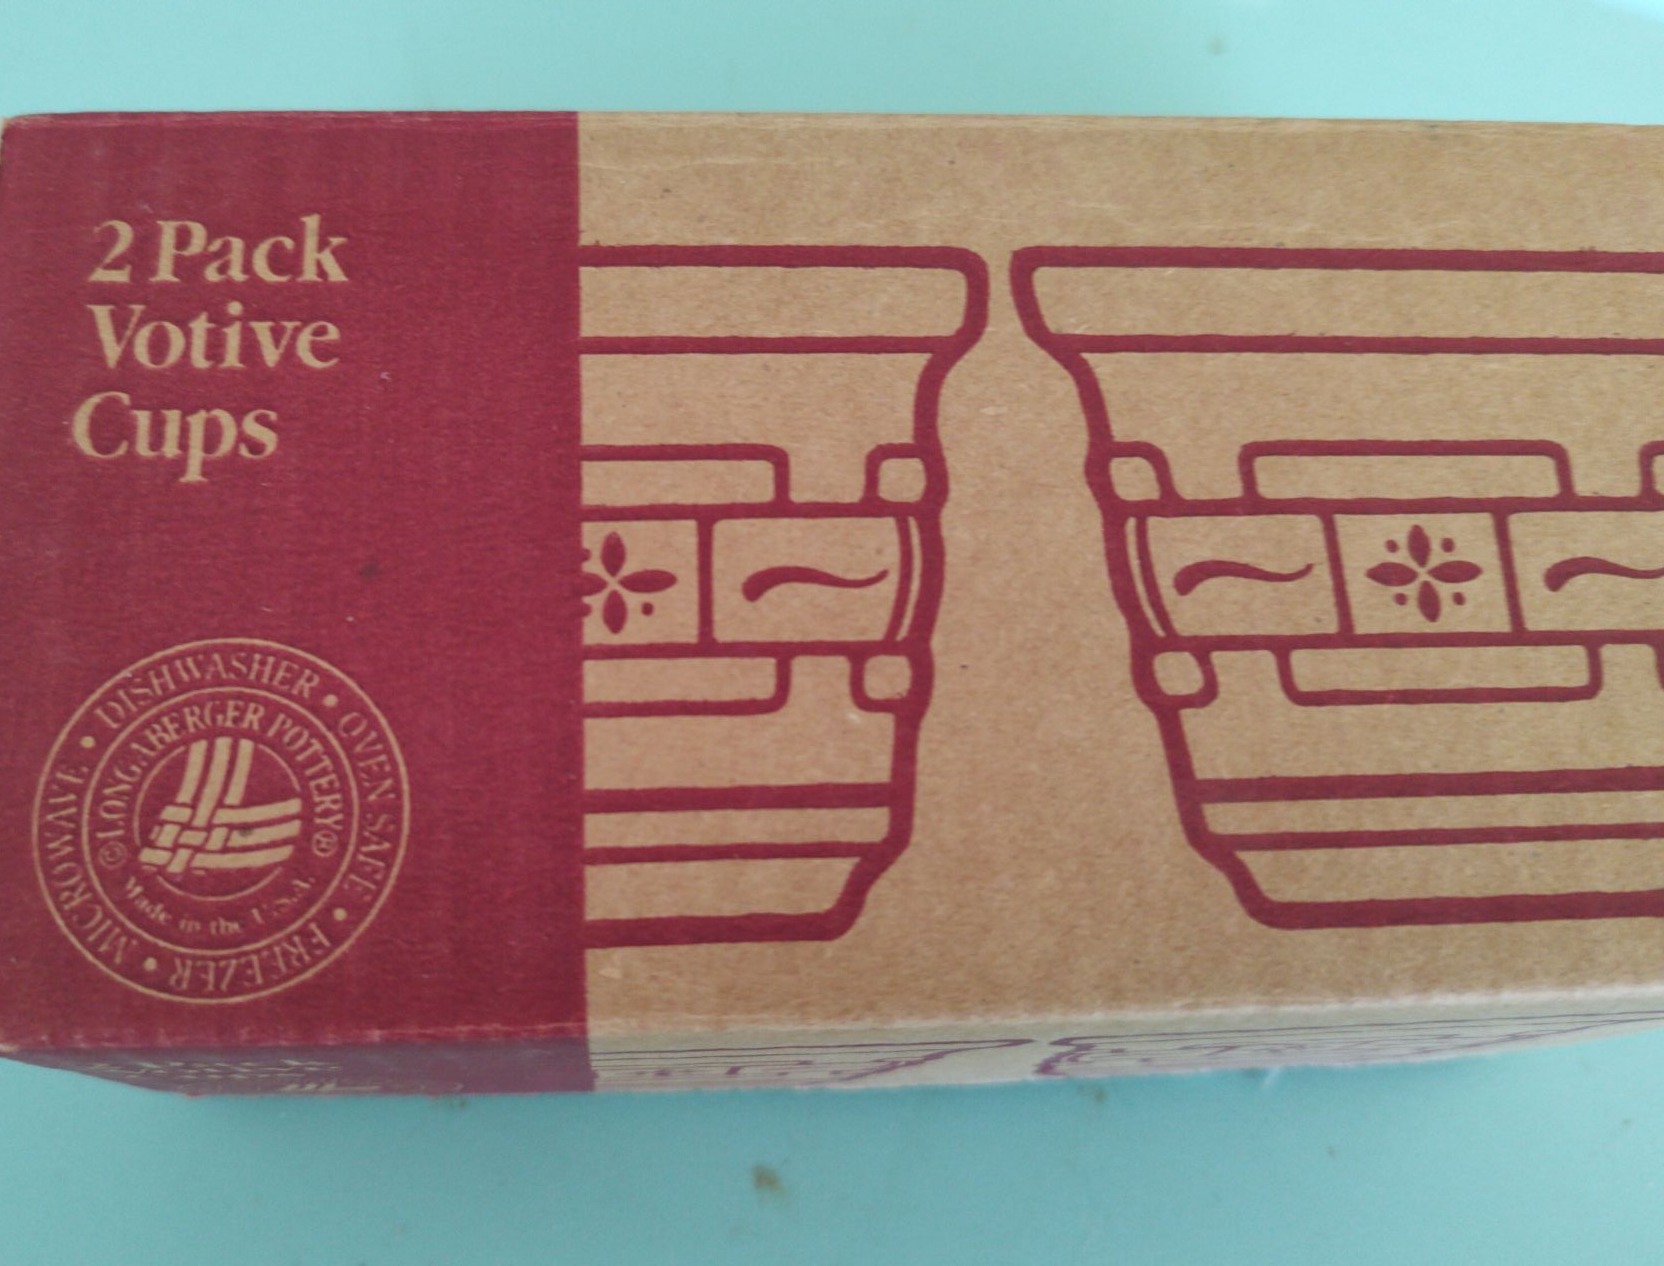 2 Pack
Votive
Cups
MICROWAVE • DISHWASHER • OVEN SAFE • FREEZER •
© LONGABERGER POTTERY ®
Made in the U.S.A.